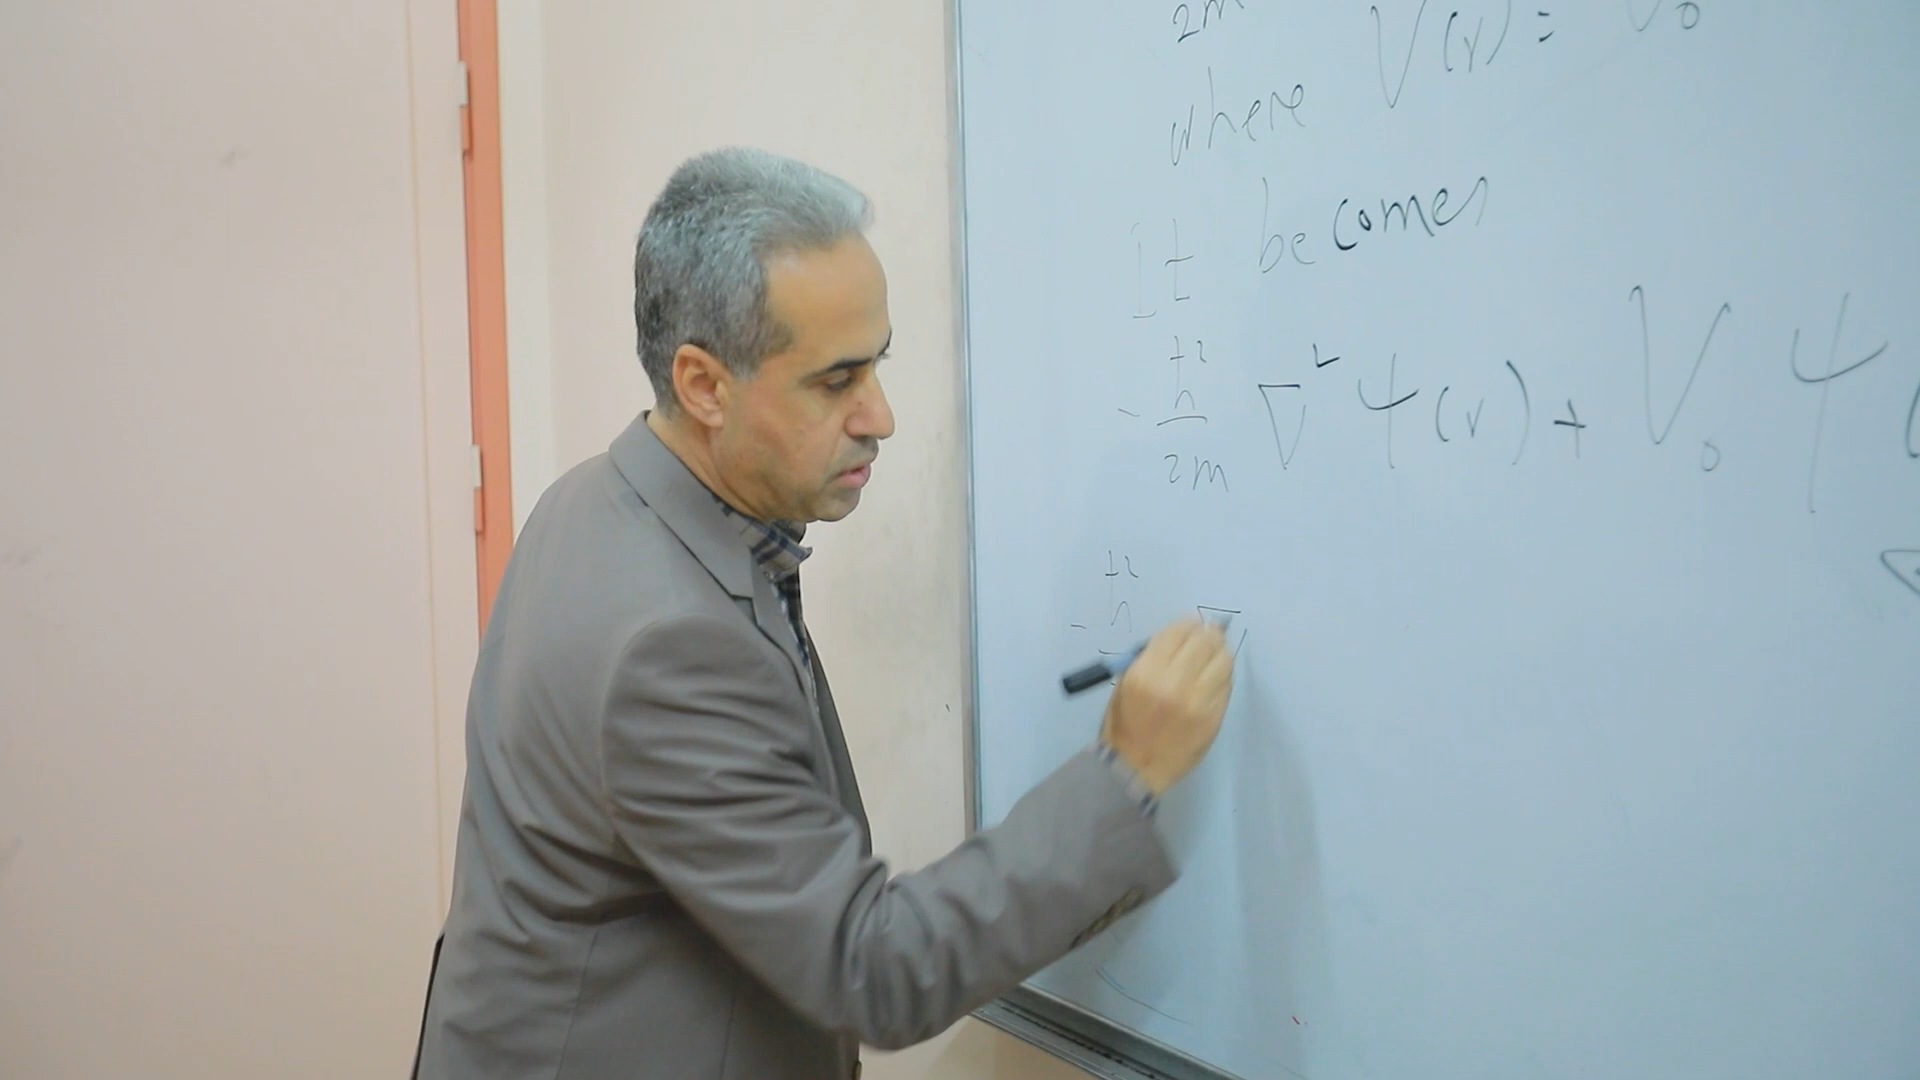 2m V(r) = V₀
where
It becomes
- ħ²/2m ∇² Ψ(r) + V₀ Ψ (
- ħ² ∇